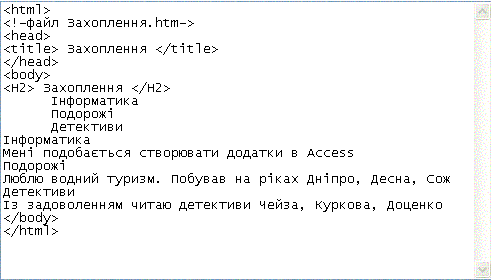 <html>
<!-файл Захоплення.htm->
<head>
<title> Захоплення </title>
</head>
<body>
<H2> Захоплення </H2>
Інформатика
Подорожі
Детективи
Інформатика
Мені подобається створювати додатки в Access
Подорожі
Люблю водний туризм. Побував на ріках Дніпро, Десна, Сож
Детективи
Із задоволенням читаю детективи Чейза, Куркова, Доценко
</body>
</html>